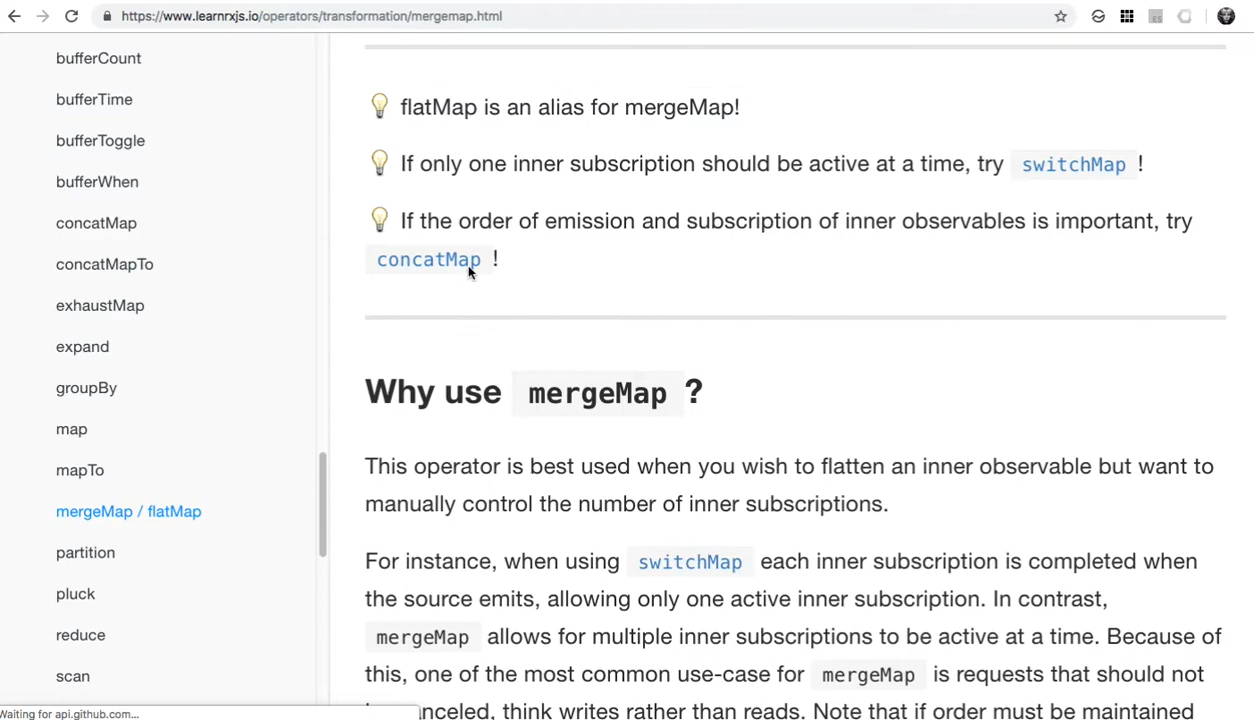 https://www.learnrxjs.io/operators/transformation/mergemap.html
bufferCount
bufferTime
bufferToggle
bufferWhen
concatMap
concatMapTo
exhaustMap
expand
groupBy
map
mapTo
mergeMap / flatMap
partition
pluck
reduce
scan
flatMap is an alias for mergeMap!
If only one inner subscription should be active at a time, try switchMap !
If the order of emission and subscription of inner observables is important, try
concatMap !
Why use mergeMap ?
This operator is best used when you wish to flatten an inner observable but want to
manually control the number of inner subscriptions.
For instance, when using switchMap each inner subscription is completed when
the source emits, allowing only one active inner subscription. In contrast,
mergeMap allows for multiple inner subscriptions to be active at a time. Because of
this, one of the most common use-case for mergeMap is requests that should not
anceled, think writes rather than reads. Note that if order must be maintained
Waiting for api.github.com...